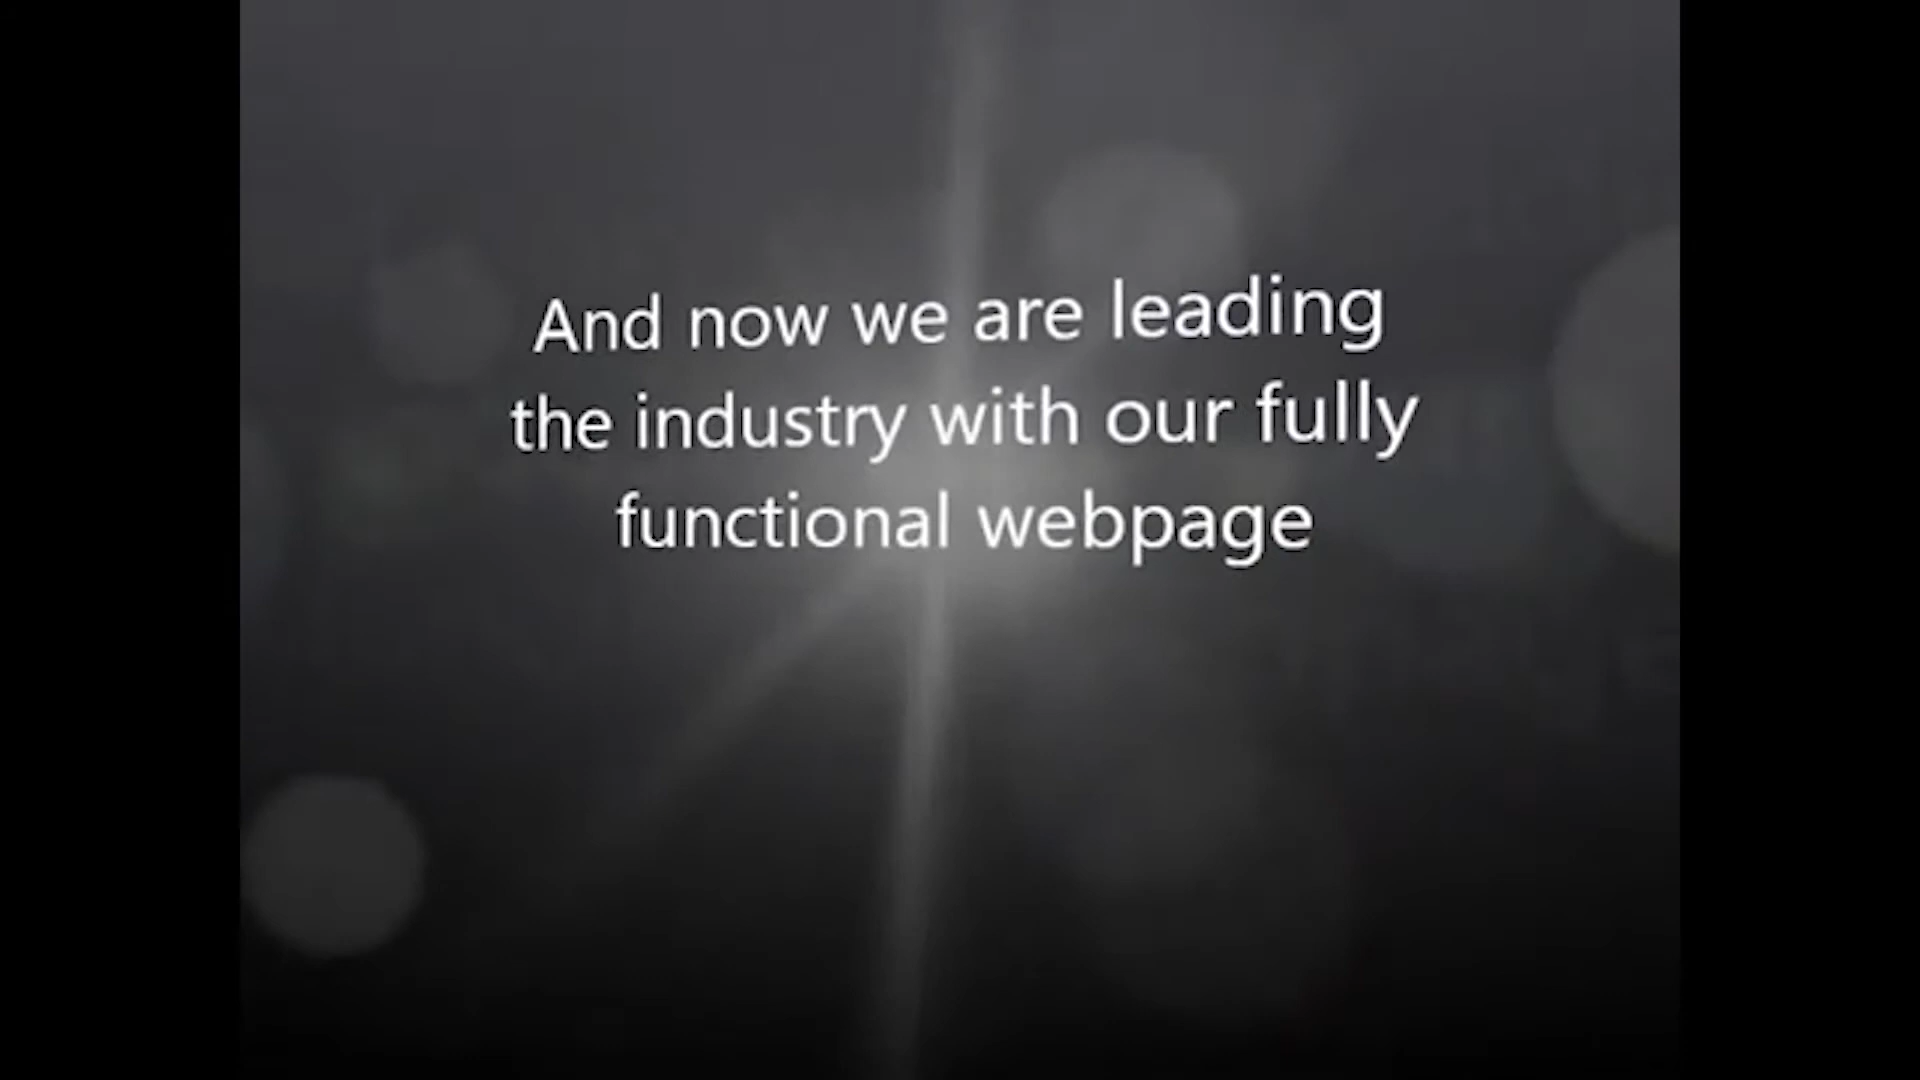 And now we are leading
the industry with our fully
functional webpage